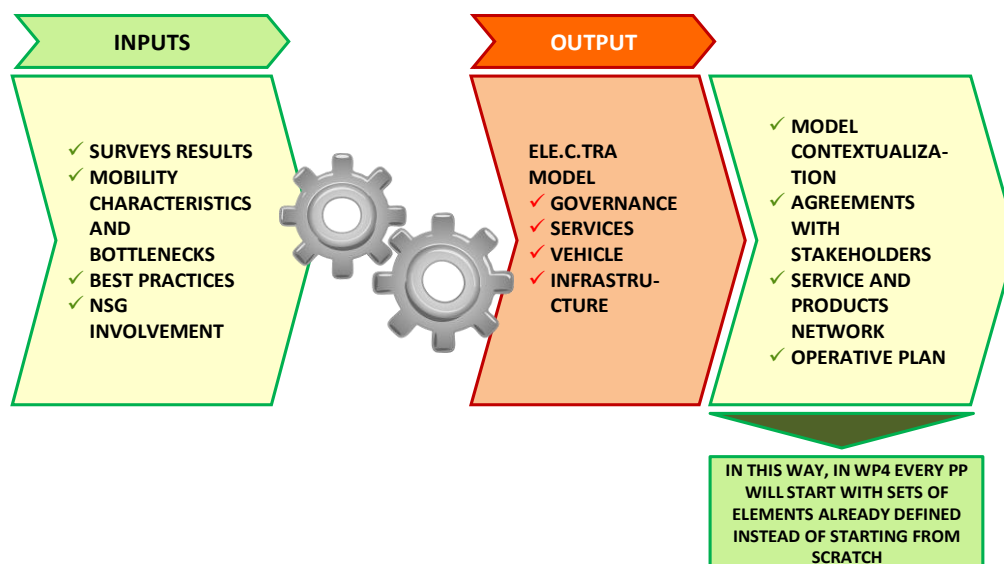 INPUTS
✓ SURVEYS RESULTS
✓ MOBILITY
CHARACTERISTICS
AND
BOTTLENECKS
✓ BEST PRACTICES
✓ NSG
INVOLVEMENT
OUTPUT
ELE.C.TRA
MODEL
✓ GOVERNANCE
✓ SERVICES
✓ VEHICLE
✓ INFRASTRU-
CTURE
✓ MODEL
CONTEXTUALIZA-
TION
✓ AGREEMENTS
WITH
STAKEHOLDERS
✓ SERVICE AND
PRODUCTS
NETWORK
✓ OPERATIVE PLAN
IN THIS WAY, IN WP4 EVERY PP
WILL START WITH SETS OF
ELEMENTS ALREADY DEFINED
INSTEAD OF STARTING FROM
SCRATCH